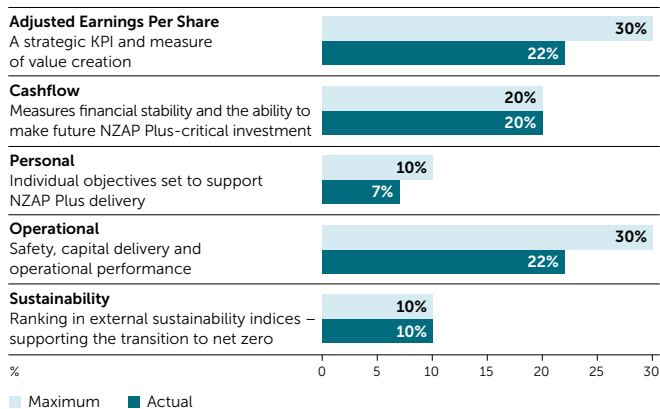 Adjusted Earnings Per Share
A strategic KPI and measure
of value creation
30%
22%
Cashflow
Measures financial stability and the ability to
make future NZAP Plus-critical investment
20%
20%
Personal
Individual objectives set to support
NZAP Plus delivery
10%
7%
Operational
Safety, capital delivery and
operational performance
30%
22%
Sustainability
Ranking in external sustainability indices –
supporting the transition to net zero
10%
10%
% 0 5 10 15 20 25 30
Maximum Actual